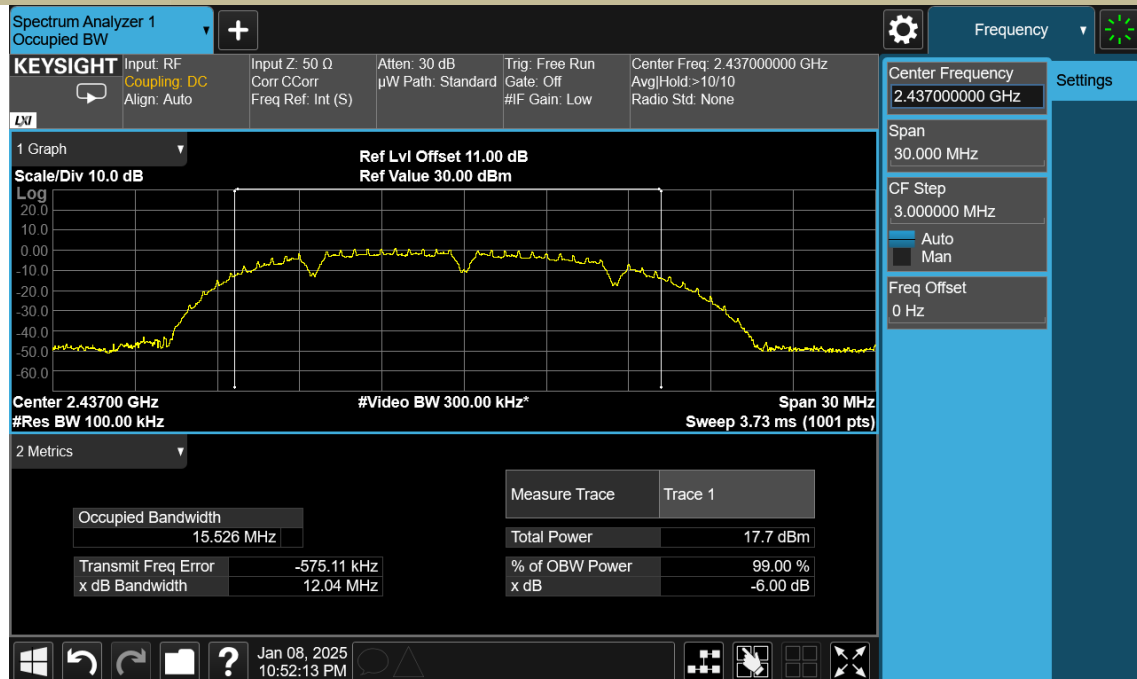 Spectrum Analyzer 1
Occupied BW
Frequency
KEYSIGHT
LXI
Input: RF
Coupling: DC
Align: Auto
Input Z: 50 Ω
Corr CCorr
Freq Ref: Int (S)
Atten: 30 dB
µW Path: Standard
Trig: Free Run
Gate: Off
#IF Gain: Low
Center Freq: 2.437000000 GHz
Avg|Hold:>10/10
Radio Std: None
Center Frequency
2.437000000 GHz
Settings
Span
30.000 MHz
CF Step
3.000000 MHz
Auto
Man
Freq Offset
0 Hz
1 Graph
Scale/Div 10.0 dB
Ref Lvl Offset 11.00 dB
Ref Value 30.00 dBm
Log
20.0
10.0
0.00
-10.0
-20.0
-30.0
-40.0
-50.0
-60.0
Center 2.43700 GHz
#Video BW 300.00 kHz*
Span 30 MHz
#Res BW 100.00 kHz
Sweep 3.73 ms (1001 pts)
2 Metrics
Measure Trace Trace 1
Occupied Bandwidth
15.526 MHz
Total Power 17.7 dBm
Transmit Freq Error -575.11 kHz
% of OBW Power 99.00 %
x dB Bandwidth 12.04 MHz
x dB -6.00 dB
?
Jan 08, 2025
10:52:13 PM